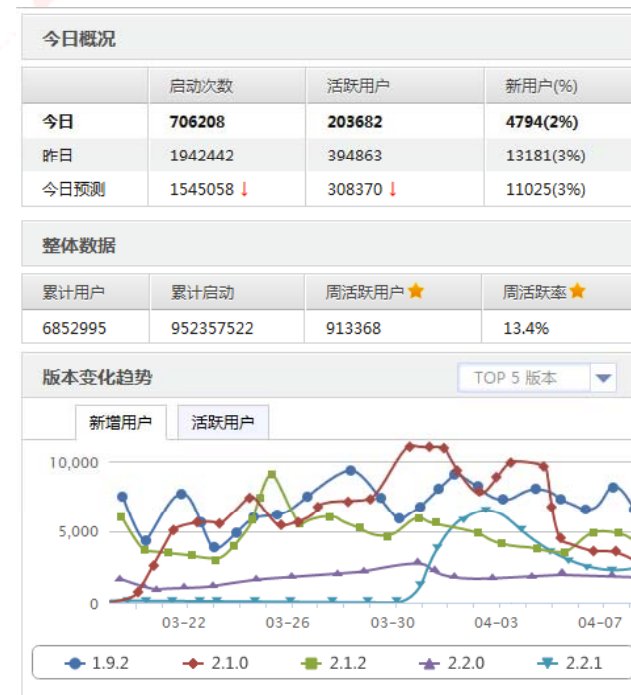 今日概况
启动次数 活跃用户 新用户(%)
今日 706208 203682 4794(2%)
昨日 1942442 394863 13181(3%)
今日预测 1545058 ↓ 308370 ↓ 11025(3%)
整体数据
累计用户 累计启动 周活跃用户 周活跃率
6852995 952357522 913368 13.4%
版本变化趋势 TOP 5 版本
新增用户 活跃用户
10,000
5,000
0
03-22 03-26 03-30 04-03 04-07
1.9.2 2.1.0 2.1.2 2.2.0 2.2.1